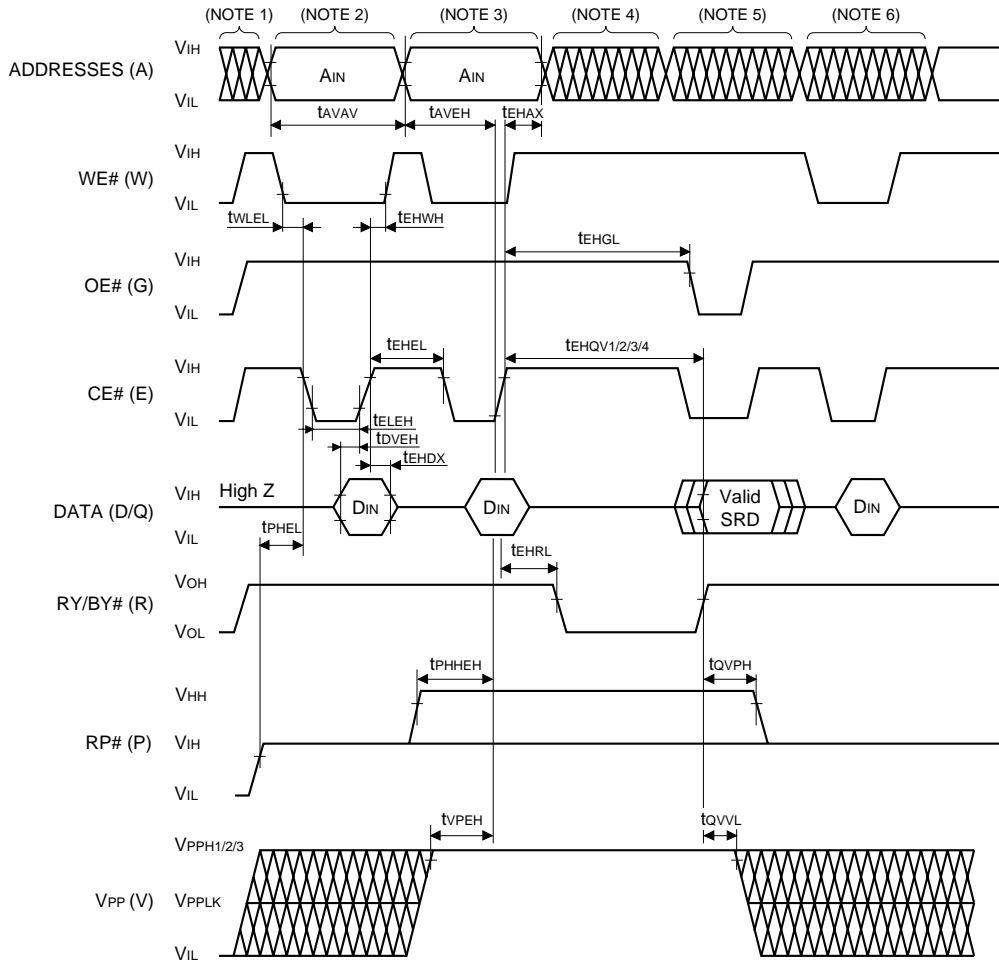 (NOTE 1) (NOTE 2) (NOTE 3) (NOTE 4) (NOTE 5) (NOTE 6)
ADDRESSES (A)
VIH
AIN AIN
VIL
tAVAV tAVEH tEHAX
WE# (W)
VIH
VIL
tWLEL tEHWH
tEHGL
OE# (G)
VIH
VIL
tEHEL tEHQV1/2/3/4
CE# (E)
VIH
VIL
tELEH
tDVEH
tEHDX
DATA (D/Q)
VIH High Z
DIN DIN Valid SRD DIN
VIL
tPHEL
tEHRL
RY/BY# (R)
VOH
VOL
tPHHEH tQVPH
RP# (P)
VHH
VIH
VIL
tVPEH tQVVL
VPP (V)
VPPH1/2/3
VPPLK
VIL